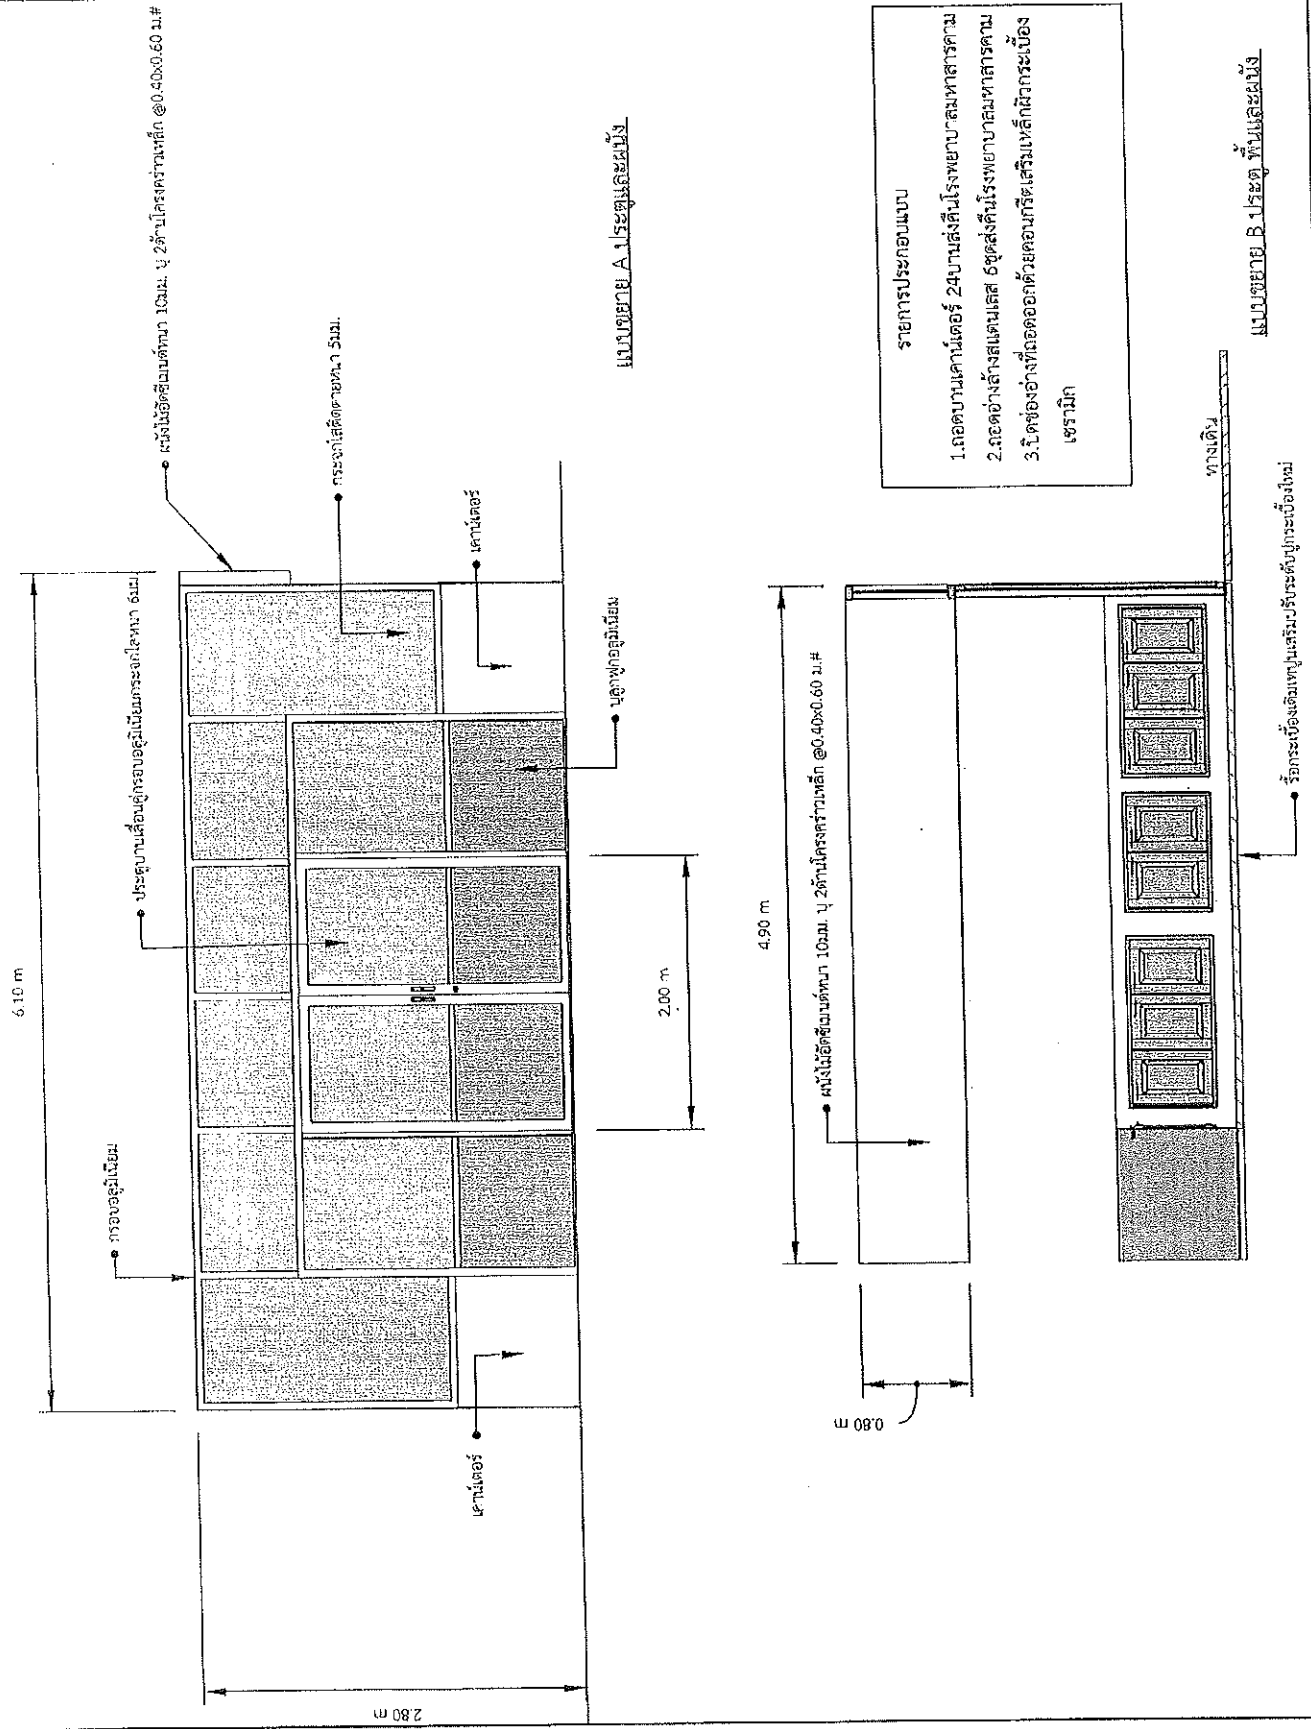 6.10 m
กรอบอลูมิเนียม
ประตูบานเลื่อนคู่กรอบอลูมิเนียมกระจกใสหนา 6มม.
ผนังไม้อัดซีเมนต์หนา 10มม. บุ 2ด้านโครงคร่าวเหล็ก @0.40x0.60 ม.#
กระจกใสติดตายหนา 5มม.
เคาน์เตอร์
2.80 m
เคาน์เตอร์
บลูกฟูกอลูมิเนียม
2.00 m
แบบขยาย A ประตูและผนัง
4.90 m
ผนังไม้อัดซีเมนต์หนา 10มม. บุ 2ด้านโครงคร่าวเหล็ก @0.40x0.60 ม.#
0.80 m
ทางเดิน
รื้อกระเบื้องเดิมเทปูนเสริมปรับระดับปูกระเบื้องใหม่
รายการประกอบแบบ
1.ถอดบานเคาน์เตอร์ 24บานส่งคืนโรงพยาบาลมหาสารคาม
2.ถอดอ่างล้างสแตนเลส 6ชุดส่งคืนโรงพยาบาลมหาสารคาม
3.ปิดช่องอ่างที่ถอดออกด้วยคอนกรีตเสริมเหล็กผิวกระเบื้อง
เซรามิก
แบบขยาย B ประตู พื้นและผนัง